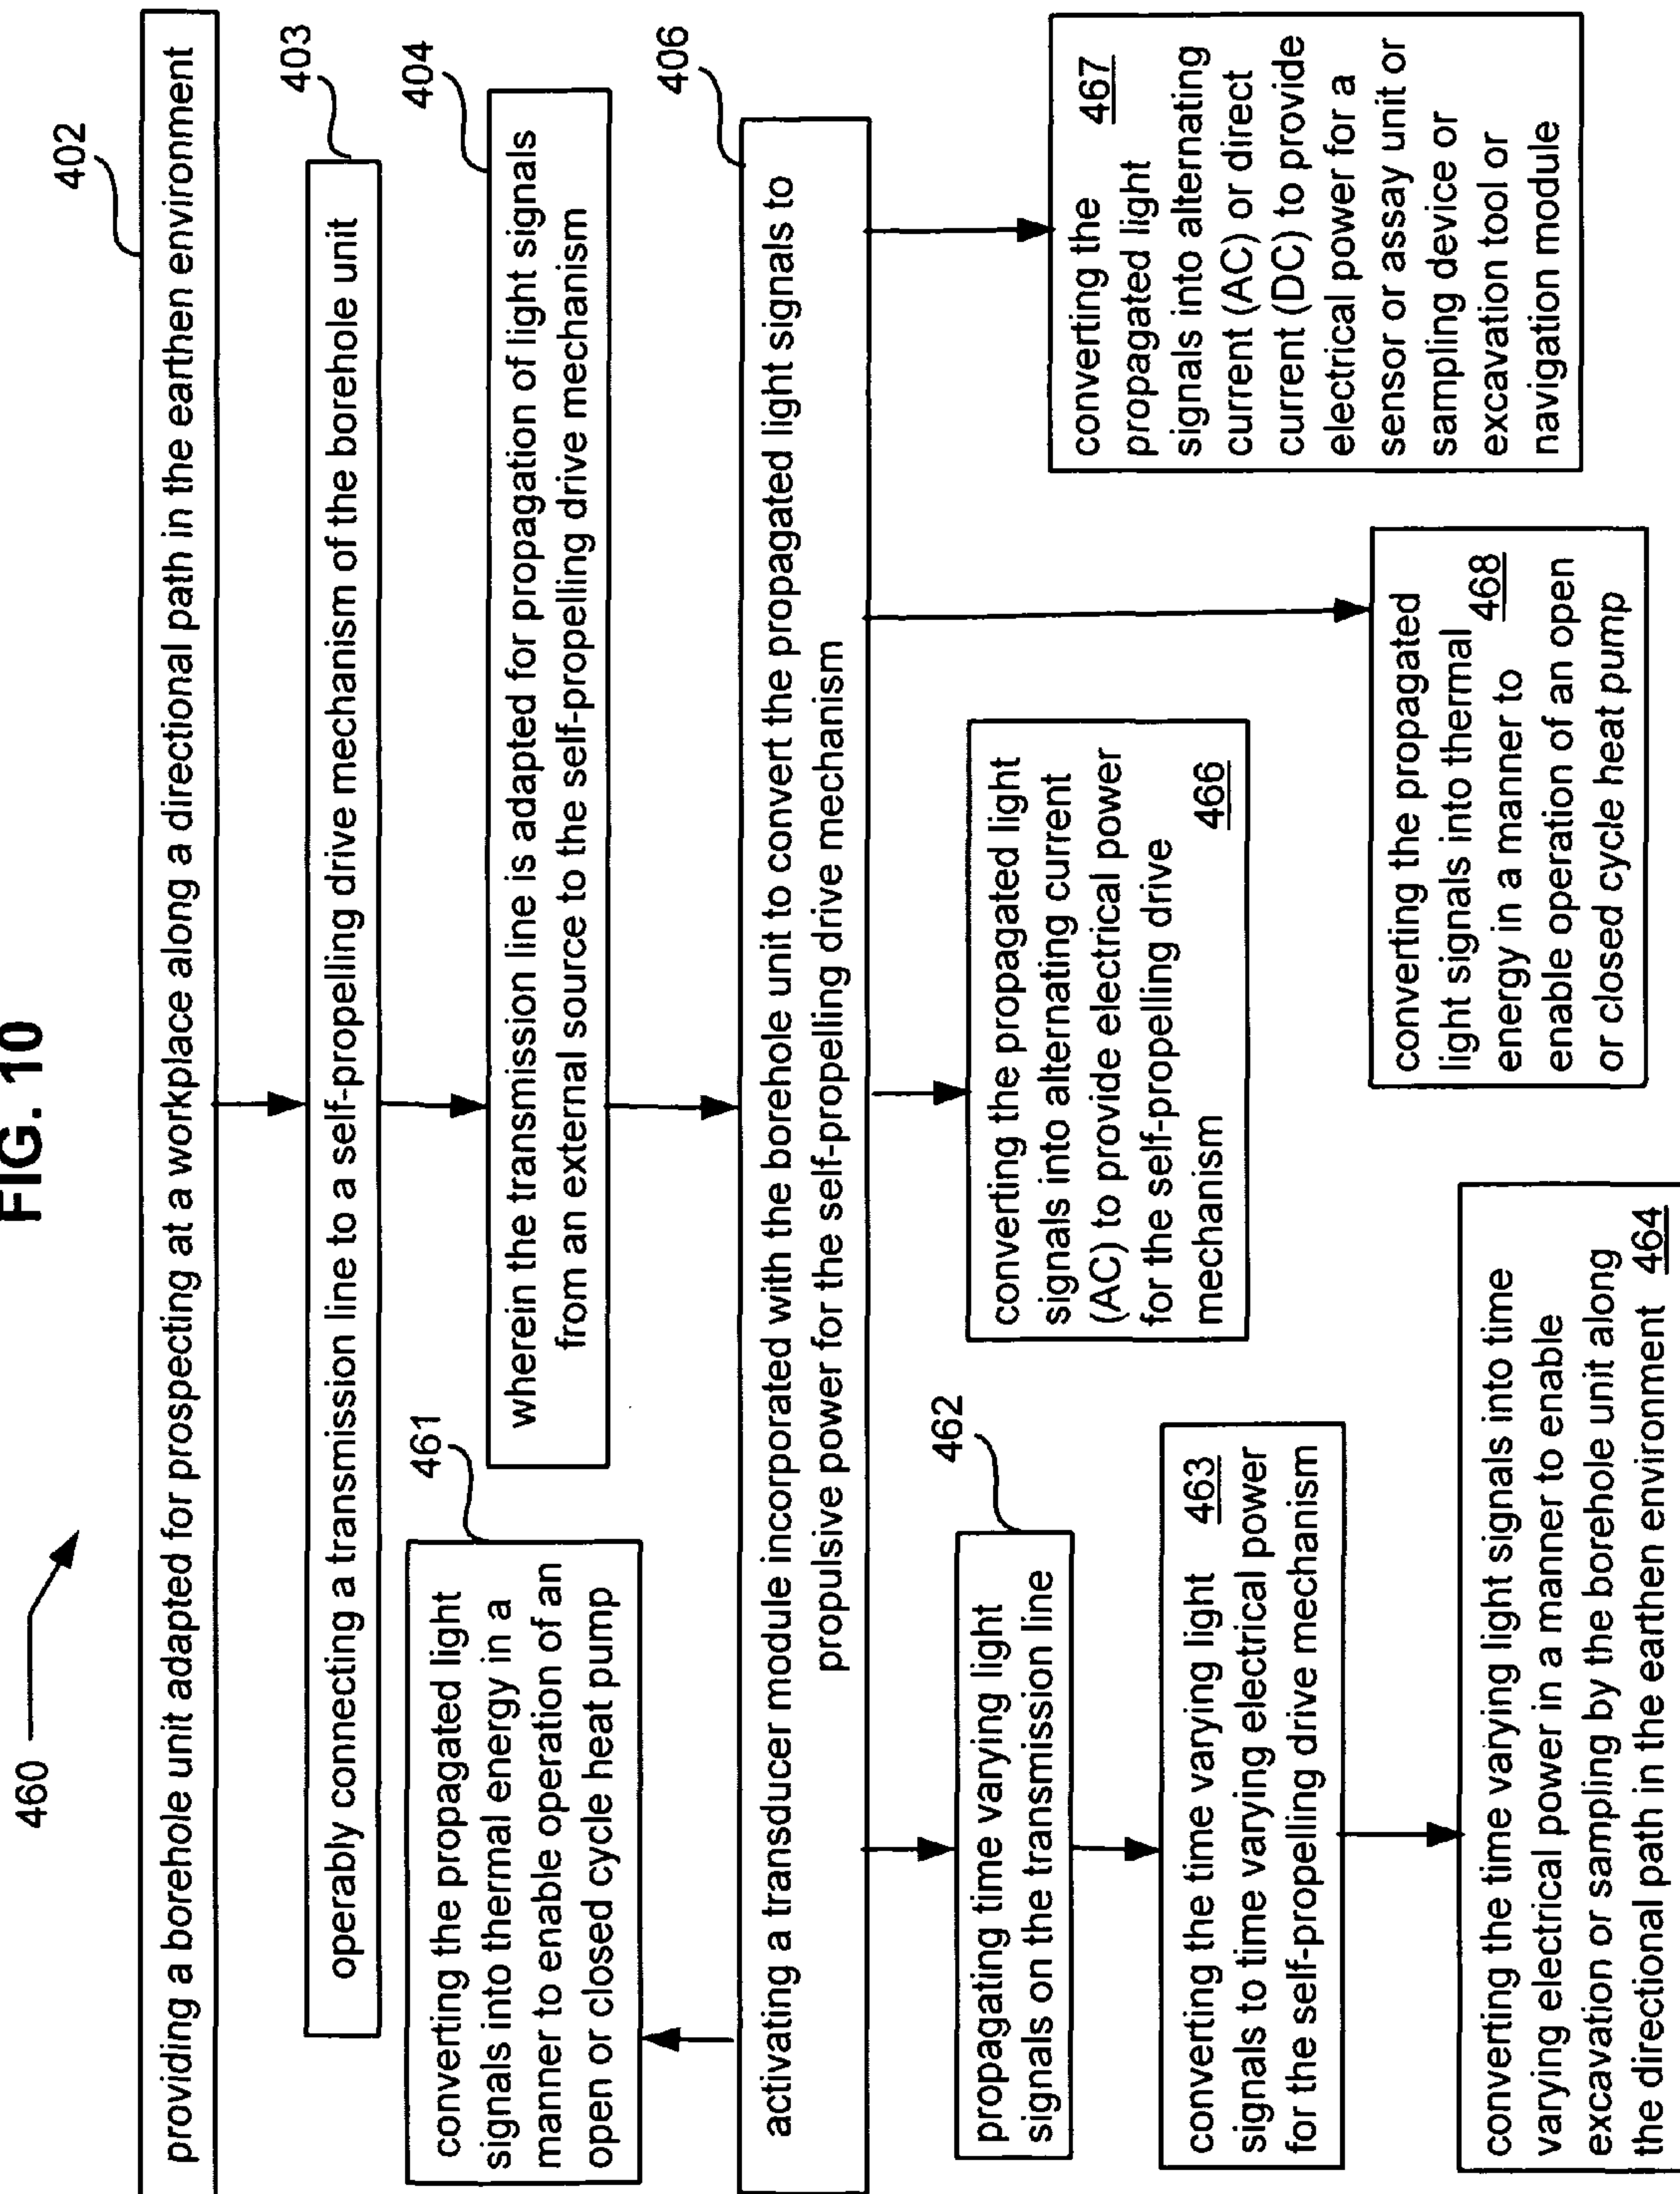 FIG. 10
460
402
providing a borehole unit adapted for prospecting at a workplace along a directional path in the earthen environment
403
operably connecting a transmission line to a self-propelling drive mechanism of the borehole unit
404
wherein the transmission line is adapted for propagation of light signals
from an external source to the self-propelling drive mechanism
461
converting the propagated light
signals into thermal energy in a
manner to enable operation of an
open or closed cycle heat pump
406
activating a transducer module incorporated with the borehole unit to convert the propagated light signals to
propulsive power for the self-propelling drive mechanism
462
propagating time varying light
signals on the transmission line
converting the time varying light 463
signals to time varying electrical power
for the self-propelling drive mechanism
converting the time varying light signals into time
varying electrical power in a manner to enable
excavation or sampling by the borehole unit along
the directional path in the earthen environment 464
converting the propagated light
signals into alternating current
(AC) to provide electrical power
for the self-propelling drive
mechanism 466
converting the propagated
light signals into thermal
energy in a manner to 468
enable operation of an open
or closed cycle heat pump
converting the 467
propagated light
signals into alternating
current (AC) or direct
current (DC) to provide
electrical power for a
sensor or assay unit or
sampling device or
excavation tool or
navigation module